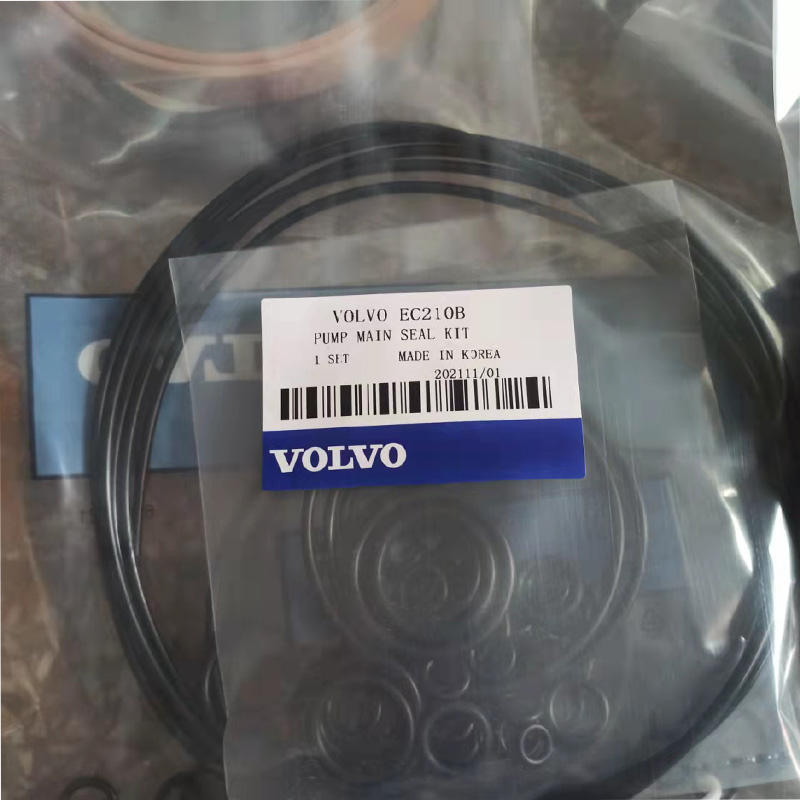 VOLVO EC210B
PUMP MAIN SEAL KIT
1 SET MADE IN KOREA
202111/01
VOLVO